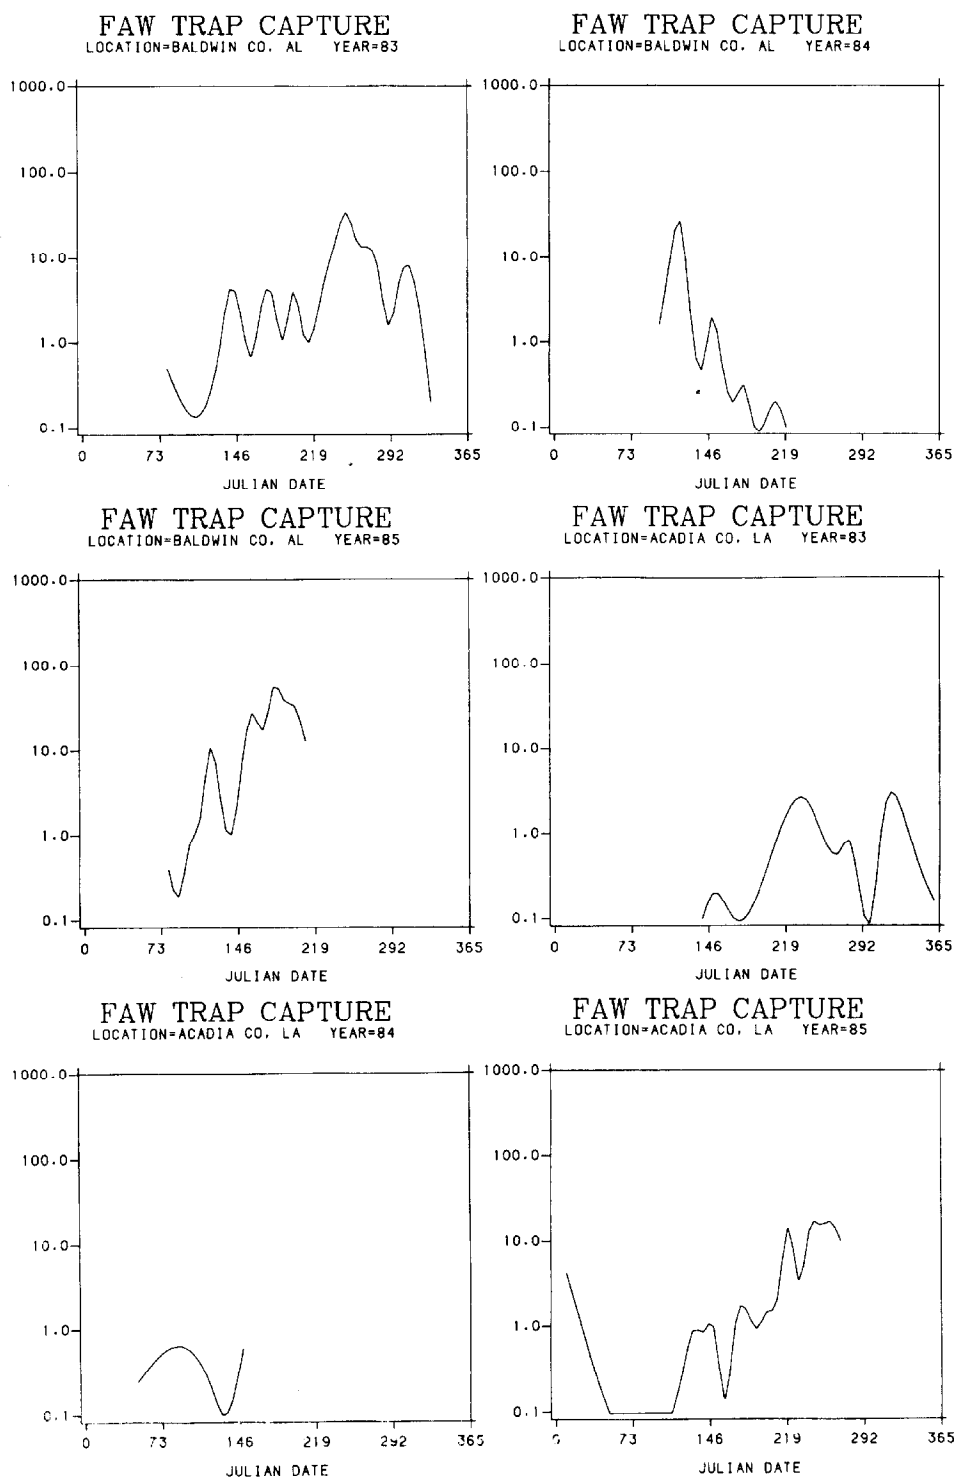 FAW TRAP CAPTURE
LOCATION=BALDWIN CO. AL YEAR=83
1000.0
100.0
10.0
1.0
0.1
0 73 146 219 292 365
JULIAN DATE
FAW TRAP CAPTURE
LOCATION=BALDWIN CO. AL YEAR=84
1000.0
100.0
10.0
1.0
0.1
0 73 146 219 292 365
JULIAN DATE
FAW TRAP CAPTURE
LOCATION=BALDWIN CO. AL YEAR=85
1000.0
100.0
10.0
1.0
0.1
0 73 146 219 292 365
JULIAN DATE
FAW TRAP CAPTURE
LOCATION=ACADIA CO. LA YEAR=83
1000.0
100.0
10.0
1.0
0.1
0 73 146 219 292 365
JULIAN DATE
FAW TRAP CAPTURE
LOCATION=ACADIA CO. LA YEAR=84
1000.0
100.0
10.0
1.0
0.1
0 73 146 219 292 365
JULIAN DATE
FAW TRAP CAPTURE
LOCATION=ACADIA CO. LA YEAR=85
1000.0
100.0
10.0
1.0
0.1
73 146 219 292 365
JULIAN DATE